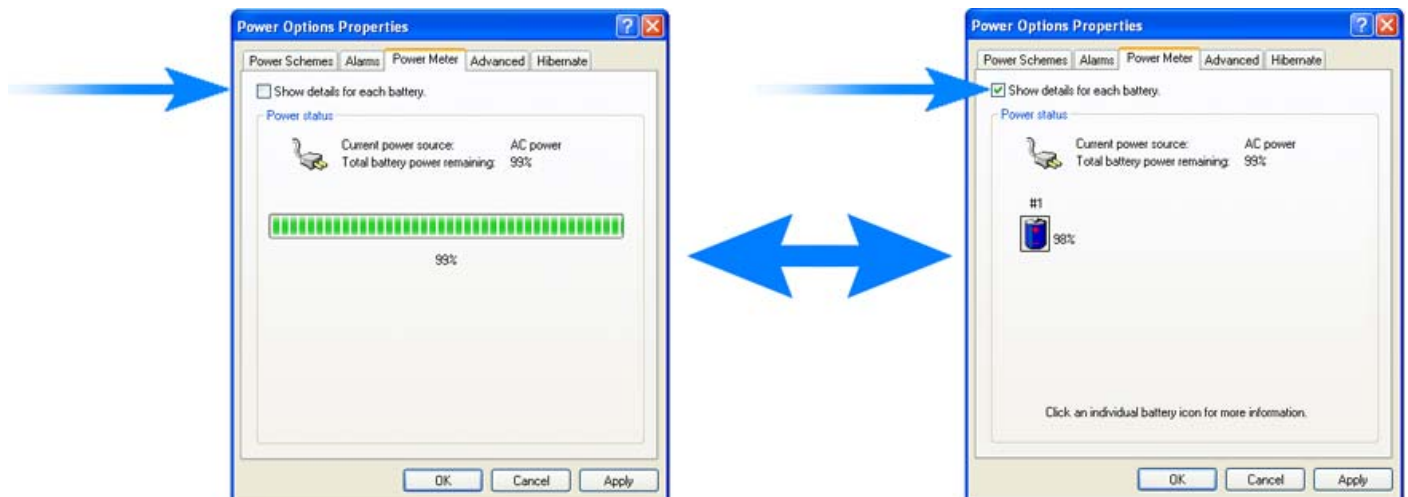 Power Options Properties
Power Schemes Alarms Power Meter Advanced Hibernate
Show details for each battery.
Power status
Current power source: AC power
Total battery power remaining: 99%
99%
OK Cancel Apply
Power Options Properties
Power Schemes Alarms Power Meter Advanced Hibernate
Show details for each battery.
Power status
Current power source: AC power
Total battery power remaining: 99%
#1
98%
Click an individual battery icon for more information.
OK Cancel Apply